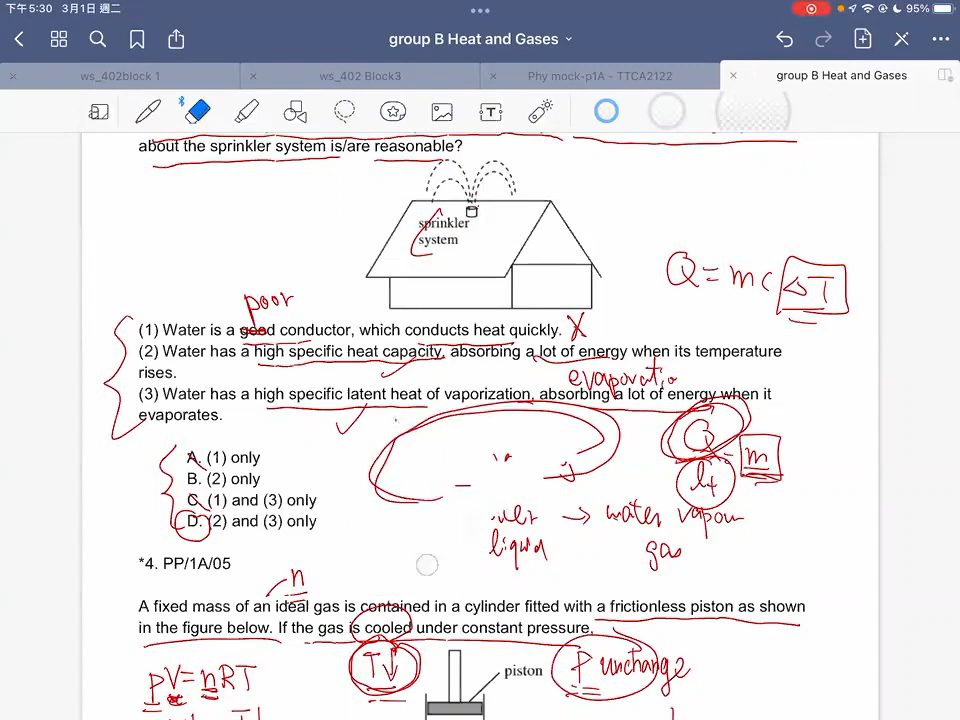 下午5:30 3月1日 週二
95%
group B Heat and Gases
ws_402block 1
ws_402 Block3
Phy mock-p1A - TTCA2122
group B Heat and Gases
about the sprinkler system is/are reasonable?
sprinkler
system
Q = mc ΔT
poor
(1) Water is a good conductor, which conducts heat quickly. X
(2) Water has a high specific heat capacity, absorbing a lot of energy when its temperature
rises.
evaporatio
(3) Water has a high specific latent heat of vaporization, absorbing a lot of energy when it
evaporates.
Q
m
A. (1) only
B. (2) only
C. (1) and (3) only
D. (2) and (3) only
→ water vapour
liquid gas
*4. PP/1A/05
n
A fixed mass of an ideal gas is contained in a cylinder fitted with a frictionless piston as shown
in the figure below. If the gas is cooled under constant pressure,
T↓
piston
P unchange
PV = nRT